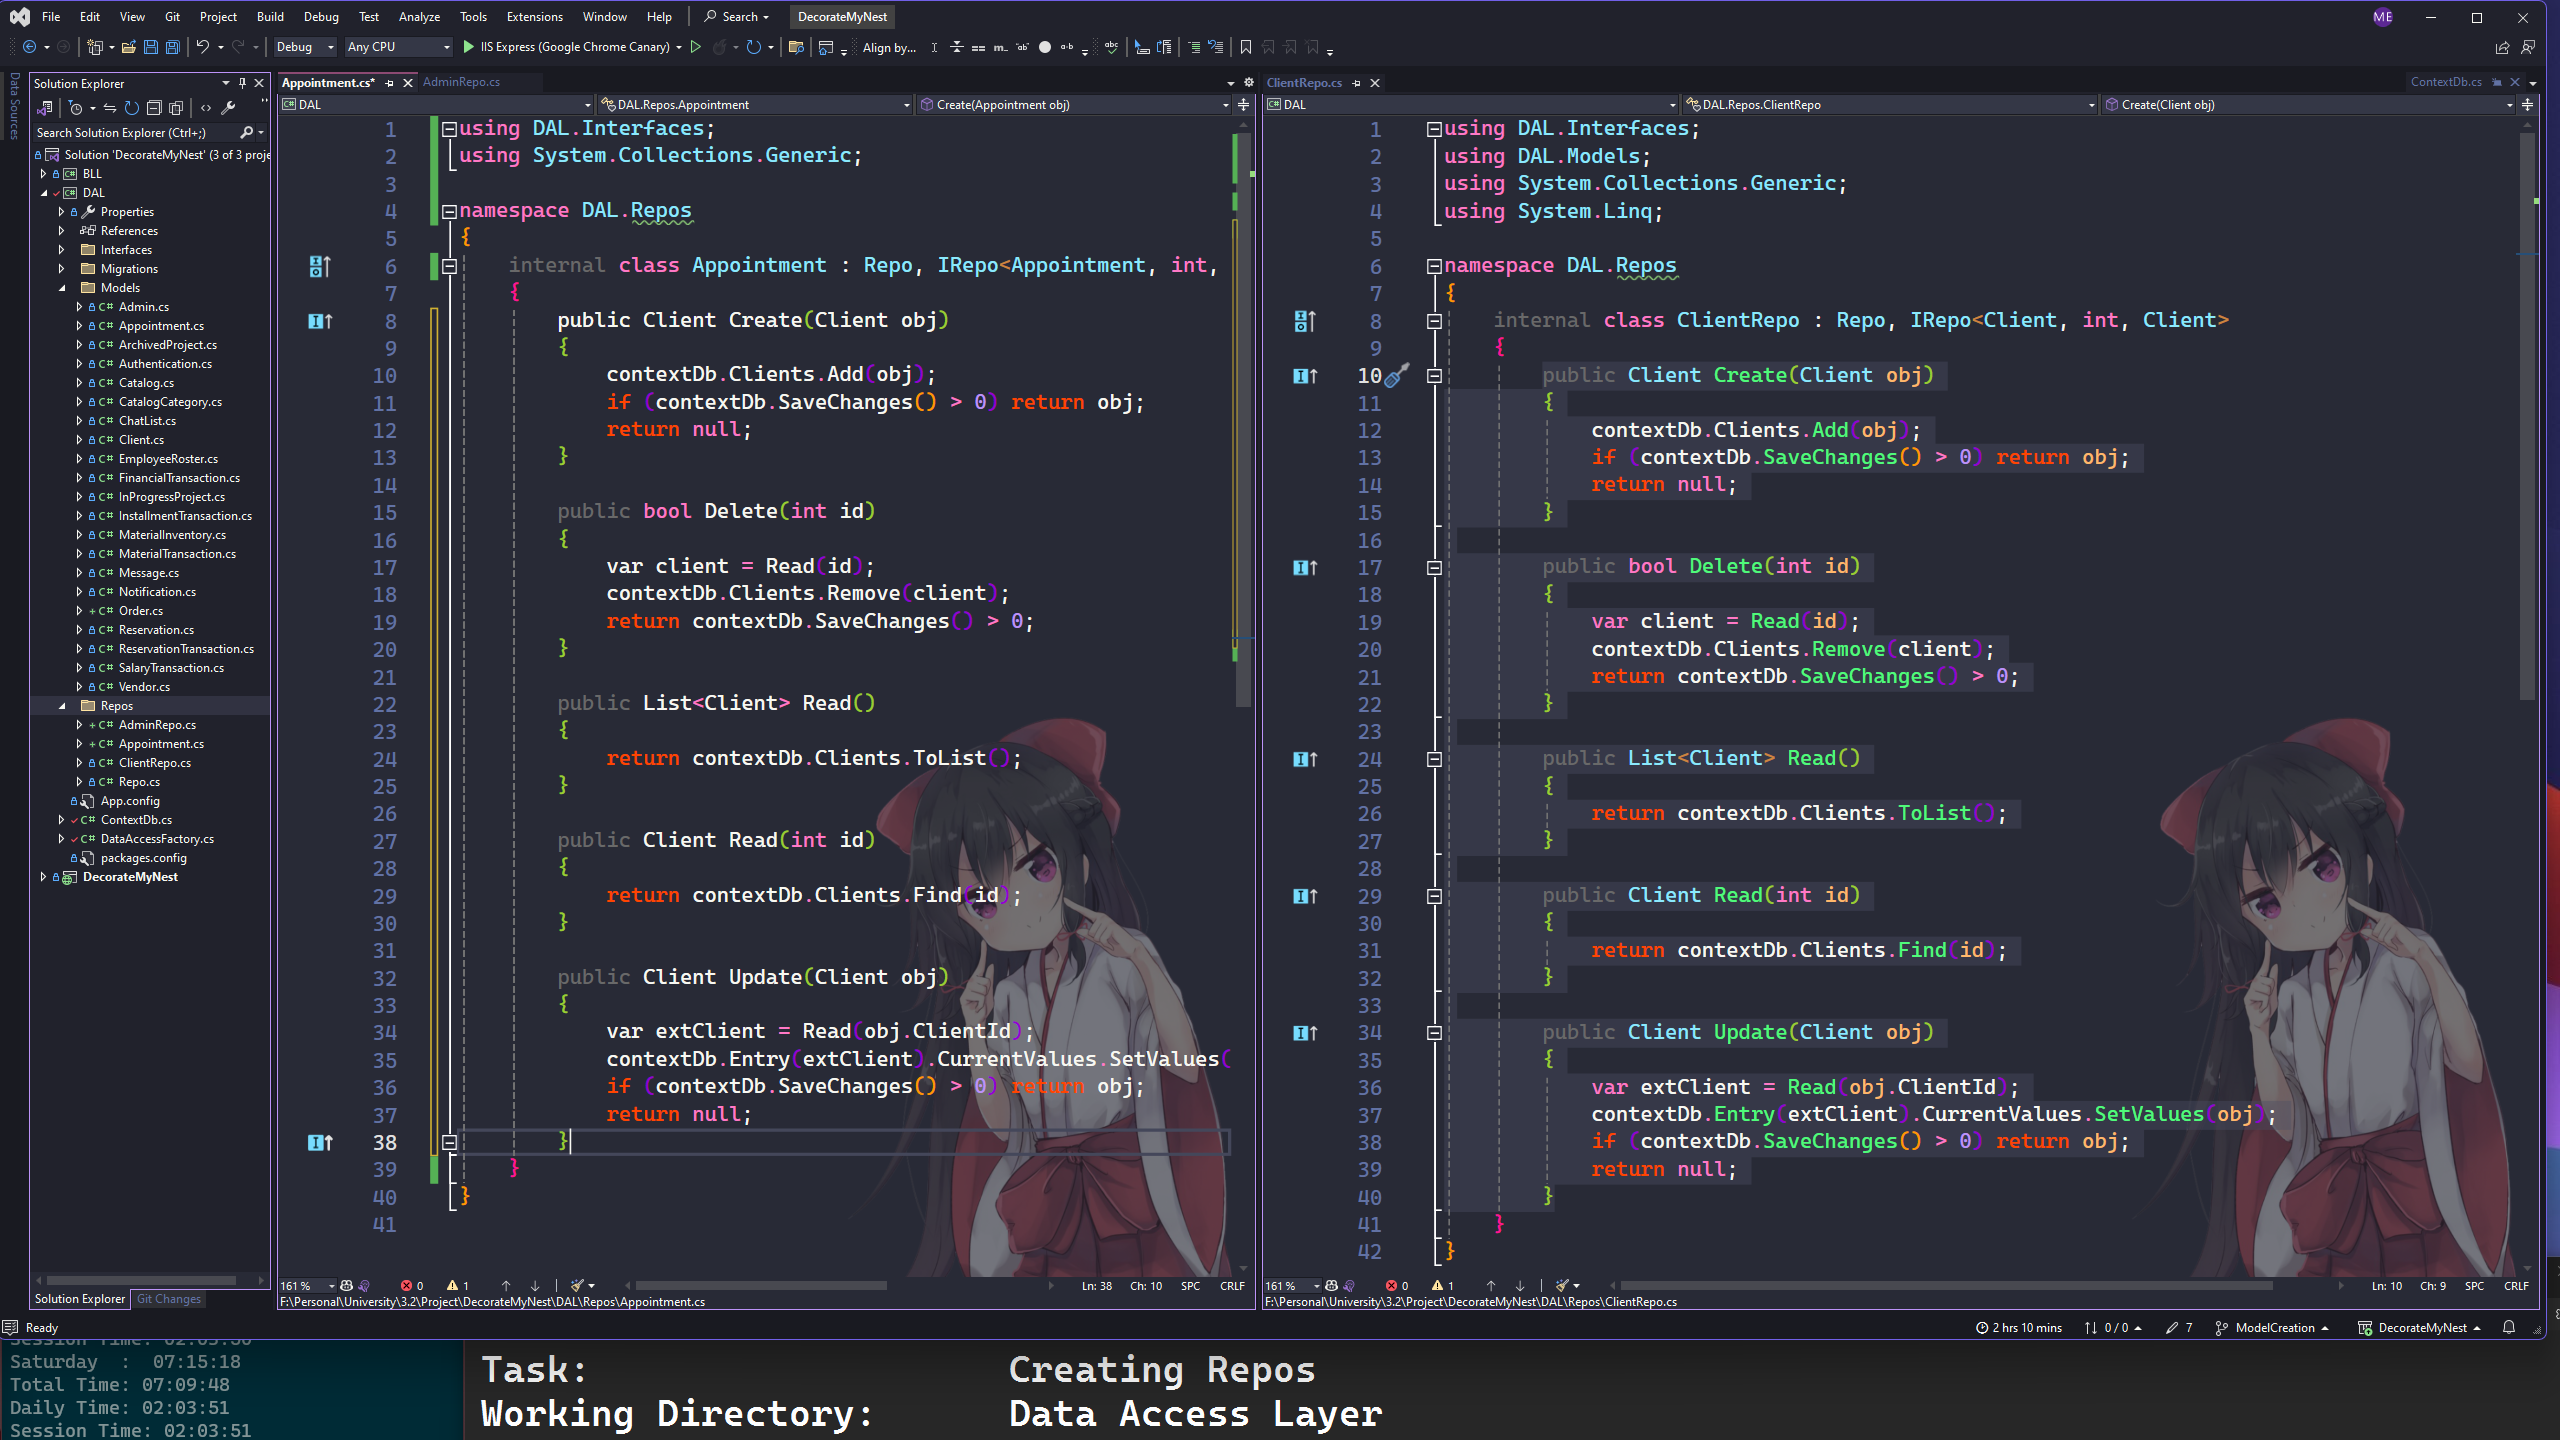 File Edit View Git Project Build Debug Test Analyze Tools Extensions Window Help Search DecorateMyNest ME
Debug Any CPU IIS Express (Google Chrome Canary) Align by...
Data Sources
Solution Explorer
Search Solution Explorer (Ctrl+;)
Solution 'DecorateMyNest' (3 of 3 proje
BLL
DAL
Properties
References
Interfaces
Migrations
Models
C# Admin.cs
C# Appointment.cs
C# ArchivedProject.cs
C# Authentication.cs
C# Catalog.cs
C# CatalogCategory.cs
C# ChatList.cs
C# Client.cs
C# EmployeeRoster.cs
C# FinancialTransaction.cs
C# InProgressProject.cs
C# InstallmentTransaction.cs
C# MaterialInventory.cs
C# MaterialTransaction.cs
C# Message.cs
C# Notification.cs
+ C# Order.cs
C# Reservation.cs
C# ReservationTransaction.cs
C# SalaryTransaction.cs
C# Vendor.cs
Repos
+ C# AdminRepo.cs
+ C# Appointment.cs
C# ClientRepo.cs
C# Repo.cs
App.config
C# ContextDb.cs
C# DataAccessFactory.cs
packages.config
DecorateMyNest
Solution Explorer Git Changes
Appointment.cs* AdminRepo.cs
DAL DAL.Repos.Appointment Create(Appointment obj)
1 using DAL.Interfaces;
2 using System.Collections.Generic;
3
4 namespace DAL.Repos
5 {
6 internal class Appointment : Repo, IRepo<Appointment, int,
7 {
8 public Client Create(Client obj)
9 {
10 contextDb.Clients.Add(obj);
11 if (contextDb.SaveChanges() > 0) return obj;
12 return null;
13 }
14
15 public bool Delete(int id)
16 {
17 var client = Read(id);
18 contextDb.Clients.Remove(client);
19 return contextDb.SaveChanges() > 0;
20 }
21
22 public List<Client> Read()
23 {
24 return contextDb.Clients.ToList();
25 }
26
27 public Client Read(int id)
28 {
29 return contextDb.Clients.Find(id);
30 }
31
32 public Client Update(Client obj)
33 {
34 var extClient = Read(obj.ClientId);
35 contextDb.Entry(extClient).CurrentValues.SetValues(
36 if (contextDb.SaveChanges() > 0) return obj;
37 return null;
38 }
39 }
40 }
41
161 % 0 1 Ln: 38 Ch: 10 SPC CRLF
F:\Personal\University\3.2\Project\DecorateMyNest\DAL\Repos\Appointment.cs
ClientRepo.cs ContextDb.cs
DAL DAL.Repos.ClientRepo Create(Client obj)
1 using DAL.Interfaces;
2 using DAL.Models;
3 using System.Collections.Generic;
4 using System.Linq;
5
6 namespace DAL.Repos
7 {
8 internal class ClientRepo : Repo, IRepo<Client, int, Client>
9 {
10 public Client Create(Client obj)
11 {
12 contextDb.Clients.Add(obj);
13 if (contextDb.SaveChanges() > 0) return obj;
14 return null;
15 }
16
17 public bool Delete(int id)
18 {
19 var client = Read(id);
20 contextDb.Clients.Remove(client);
21 return contextDb.SaveChanges() > 0;
22 }
23
24 public List<Client> Read()
25 {
26 return contextDb.Clients.ToList();
27 }
28
29 public Client Read(int id)
30 {
31 return contextDb.Clients.Find(id);
32 }
33
34 public Client Update(Client obj)
35 {
36 var extClient = Read(obj.ClientId);
37 contextDb.Entry(extClient).CurrentValues.SetValues(obj);
38 if (contextDb.SaveChanges() > 0) return obj;
39 return null;
40 }
41 }
42 }
161 % 0 1 Ln: 10 Ch: 9 SPC CRLF
F:\Personal\University\3.2\Project\DecorateMyNest\DAL\Repos\ClientRepo.cs
Ready 2 hrs 10 mins 0 / 0 7 ModelCreation DecorateMyNest
Session Time:
Saturday : 07:15:18
Total Time: 07:09:48
Daily Time: 02:03:51
Session Time: 02:03:51
Task: Creating Repos
Working Directory: Data Access Layer